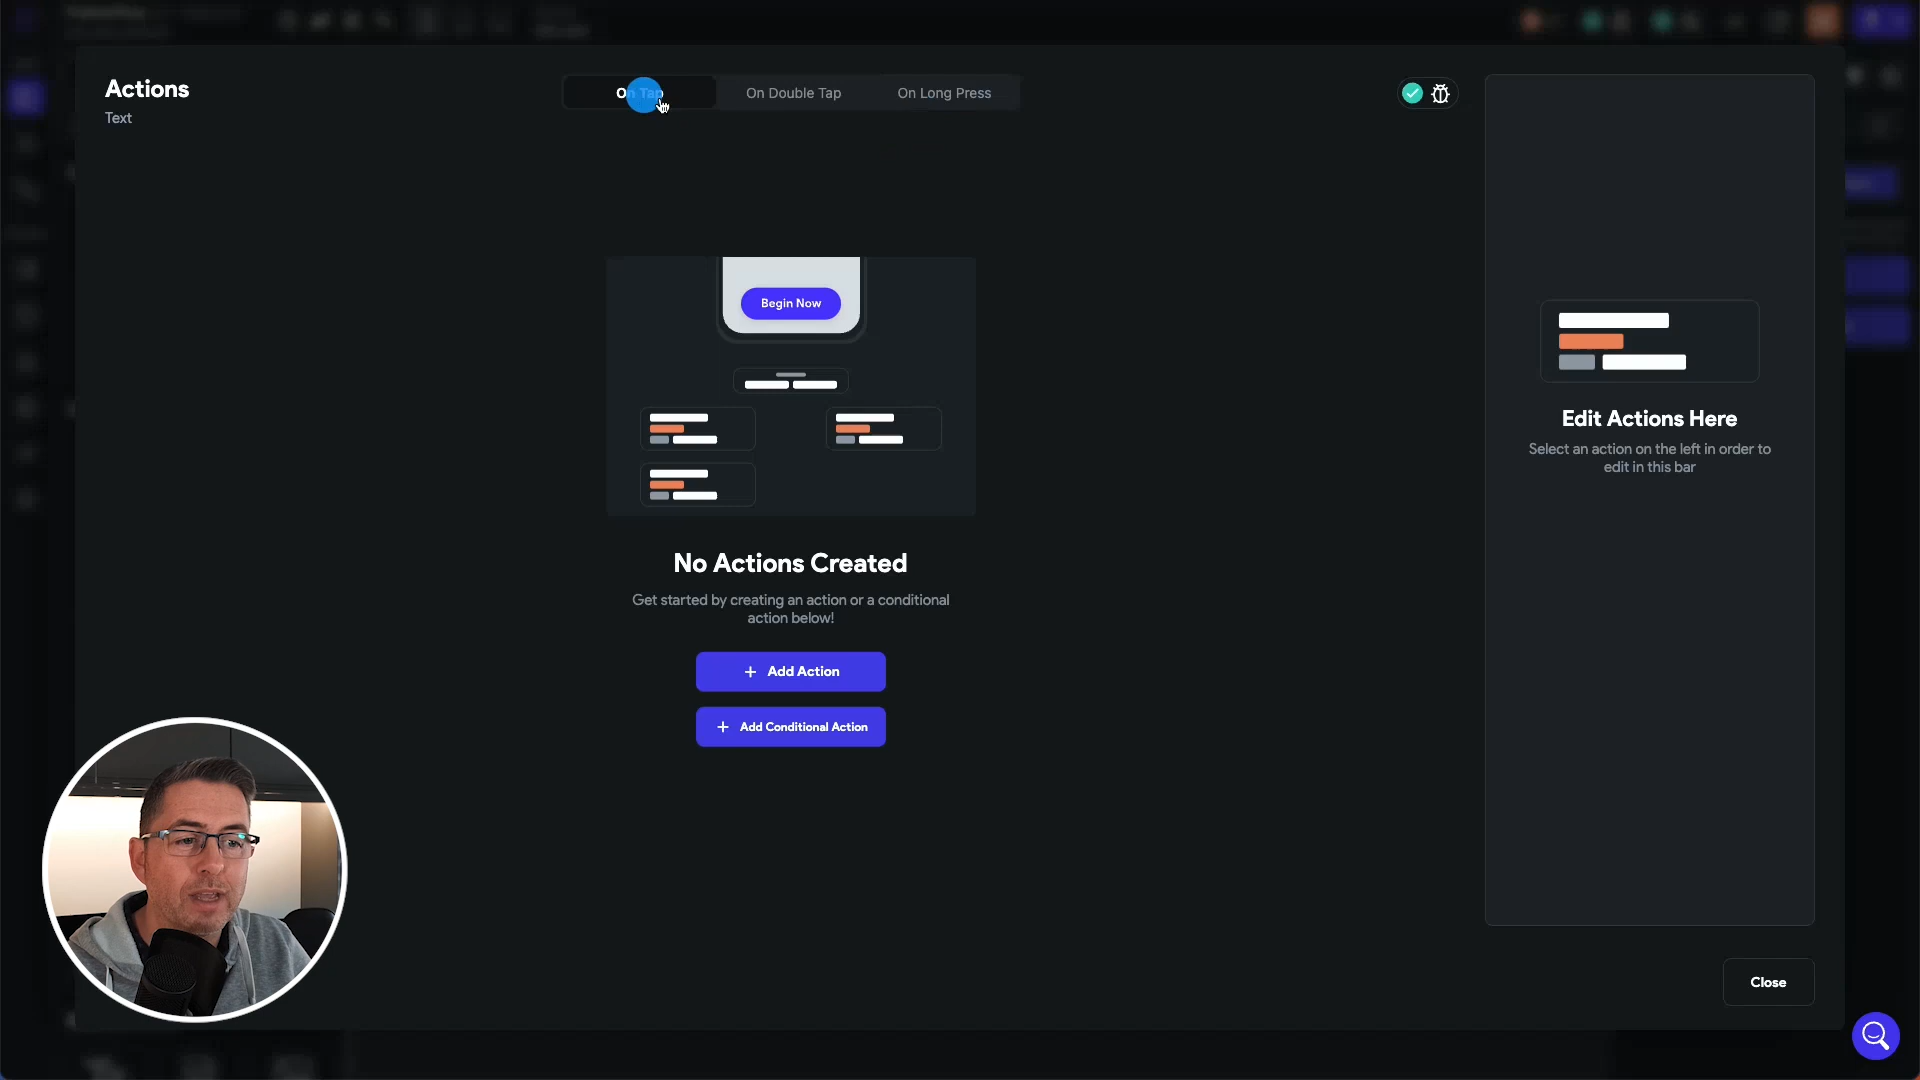 Actions
Text
On Tap
On Double Tap
On Long Press
Begin Now
No Actions Created
Get started by creating an action or a conditional
action below!
+ Add Action
+ Add Conditional Action
Edit Actions Here
Select an action on the left in order to
edit in this bar
Close